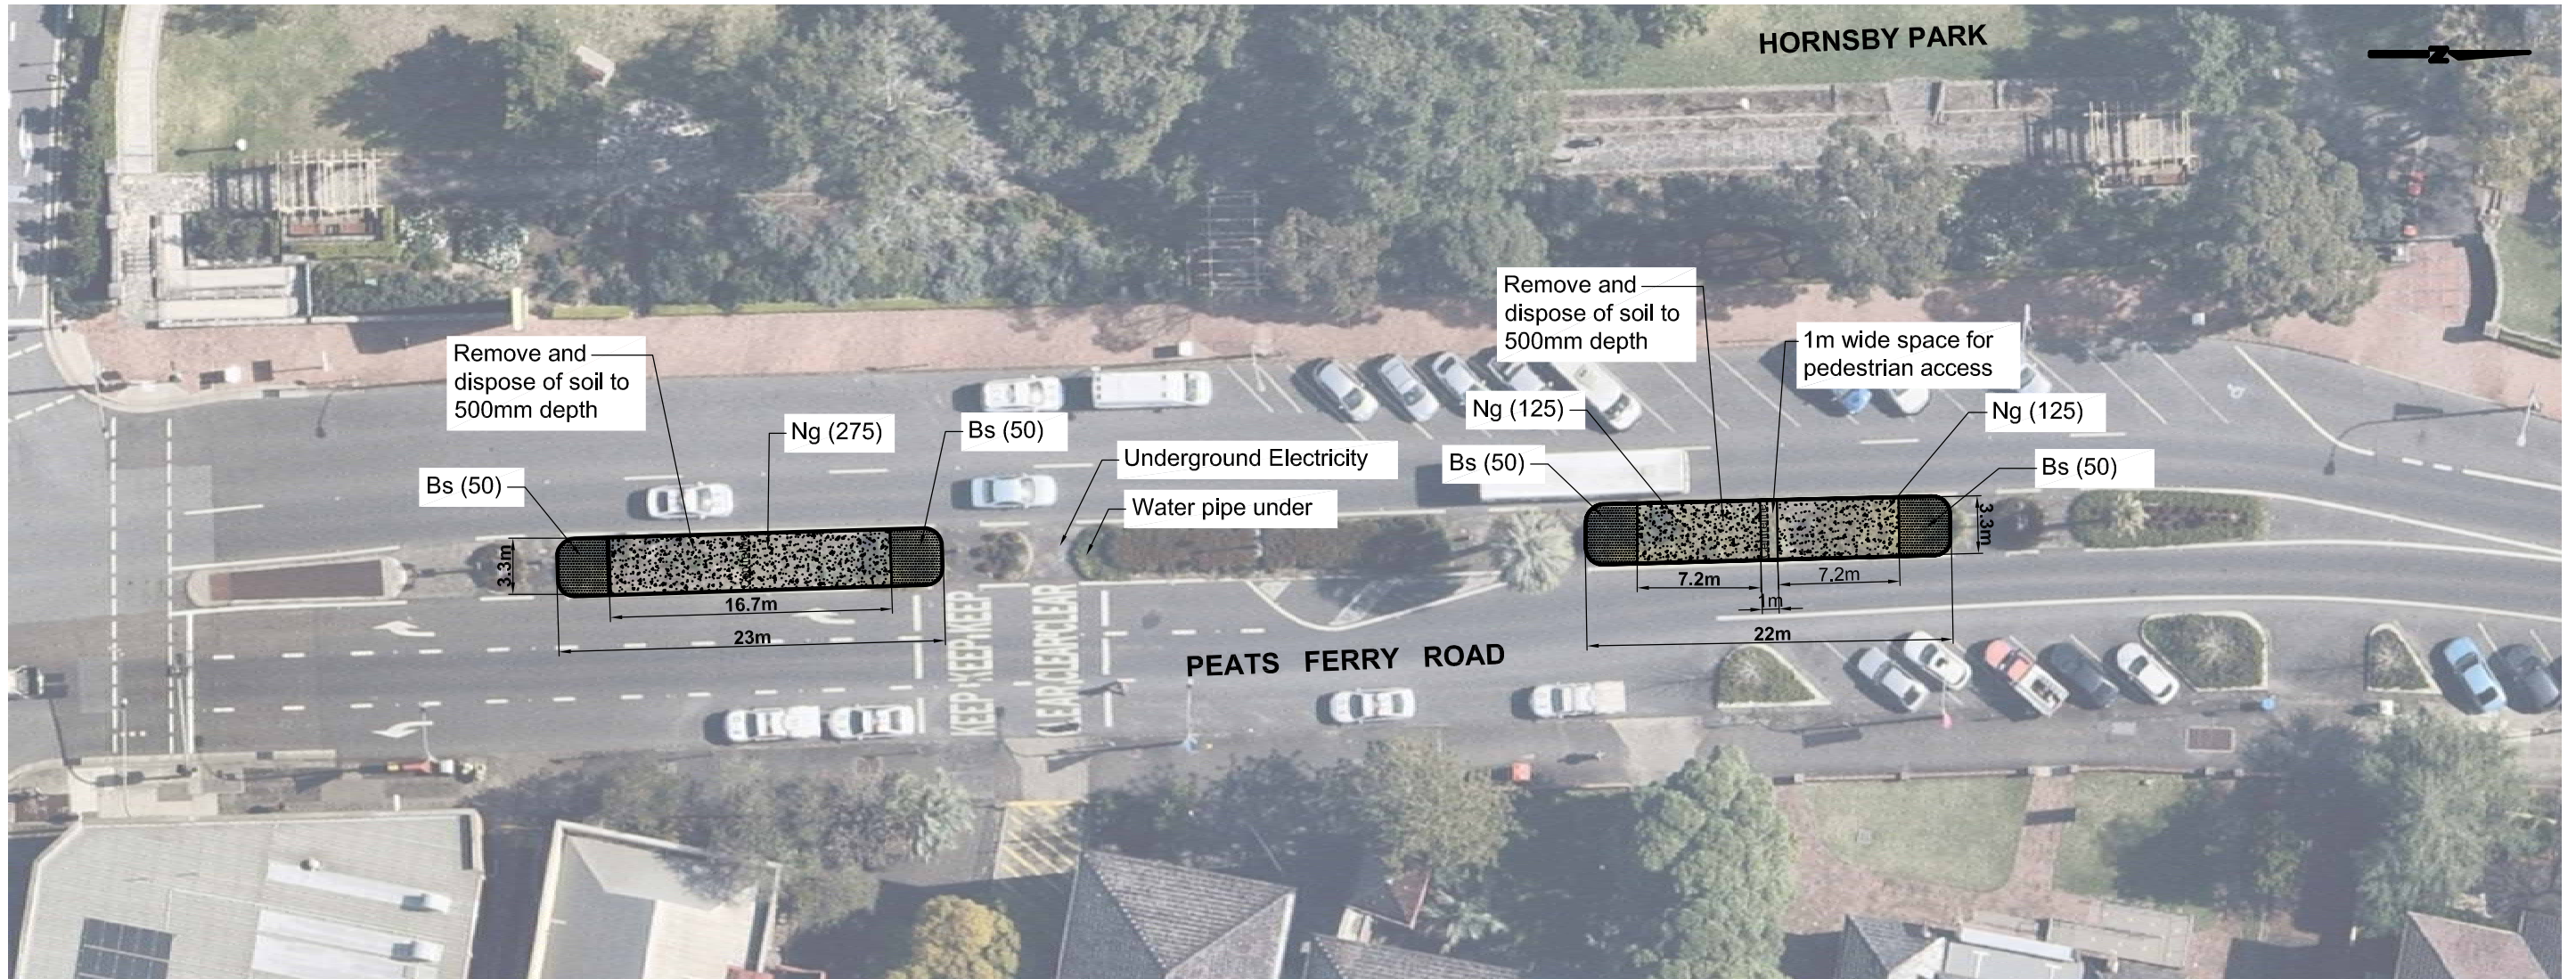 HORNSBY PARK
Z
Remove and
dispose of soil to
500mm depth
1m wide space for
pedestrian access
Remove and
dispose of soil to
500mm depth
Ng (275)
Bs (50)
Ng (125)
Ng (125)
Underground Electricity
Bs (50)
Bs (50)
Bs (50)
Water pipe under
3.3m
3.3m
16.7m
23m
7.2m
7.2m
1m
22m
KEEP KEEP KEEP
CLEAR CLEAR CLEAR
PEATS FERRY ROAD